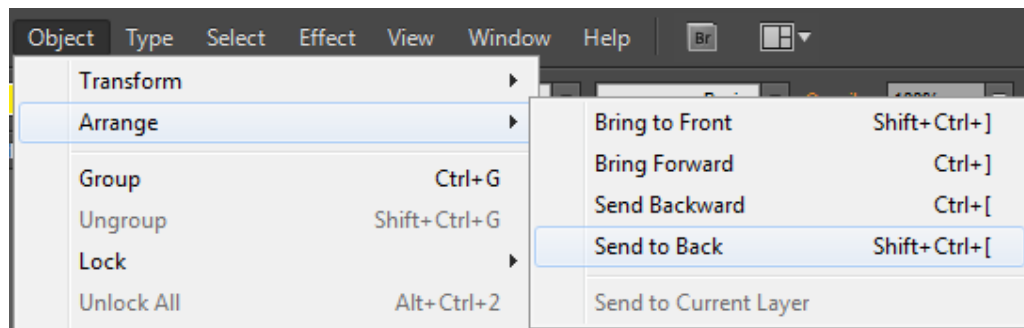 Object Type Select Effect View Window Help Br
Transform
Arrange
Group Ctrl+G
Ungroup Shift+Ctrl+G
Lock
Unlock All Alt+Ctrl+2
Bring to Front Shift+Ctrl+]
Bring Forward Ctrl+]
Send Backward Ctrl+[
Send to Back Shift+Ctrl+[
Send to Current Layer